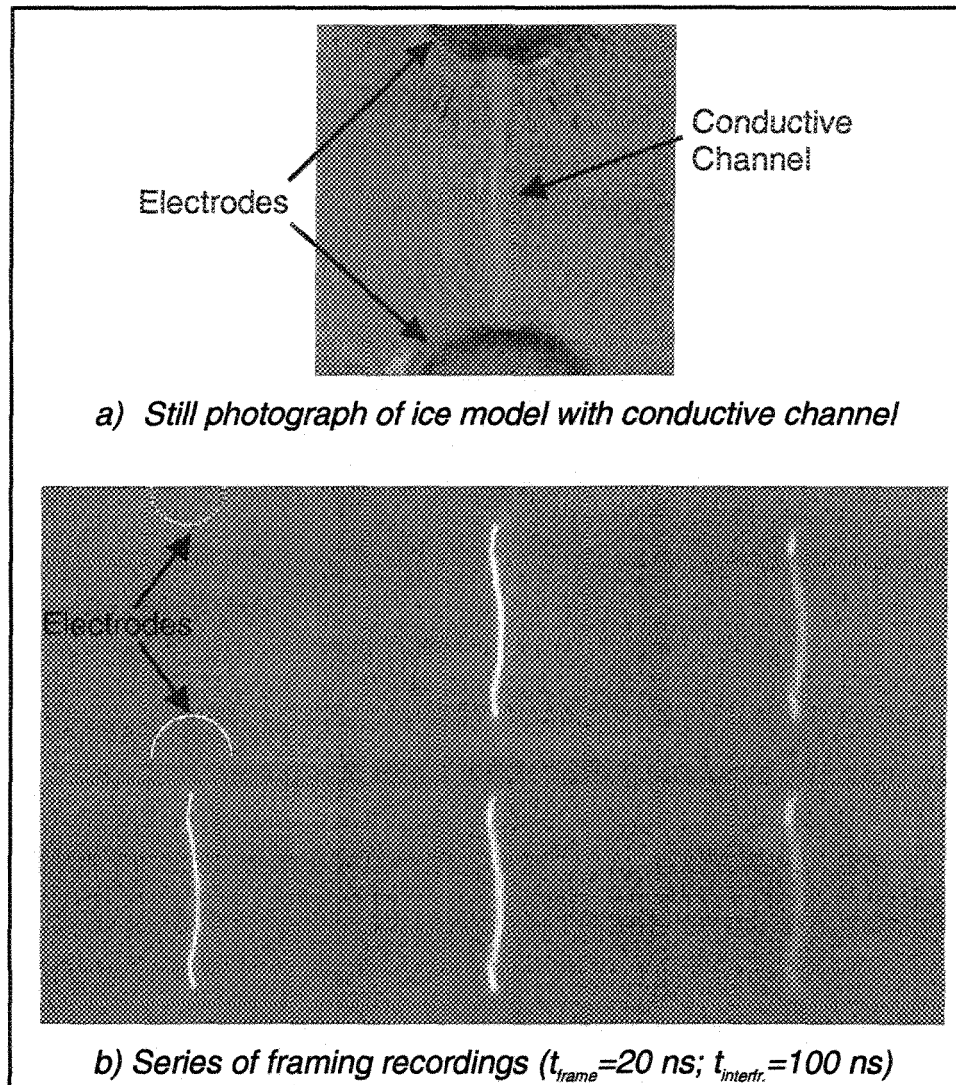 Conductive
Channel
Electrodes
a) Still photograph of ice model with conductive channel
Electrodes
b) Series of framing recordings (t_frame=20 ns; t_interfr.=100 ns)